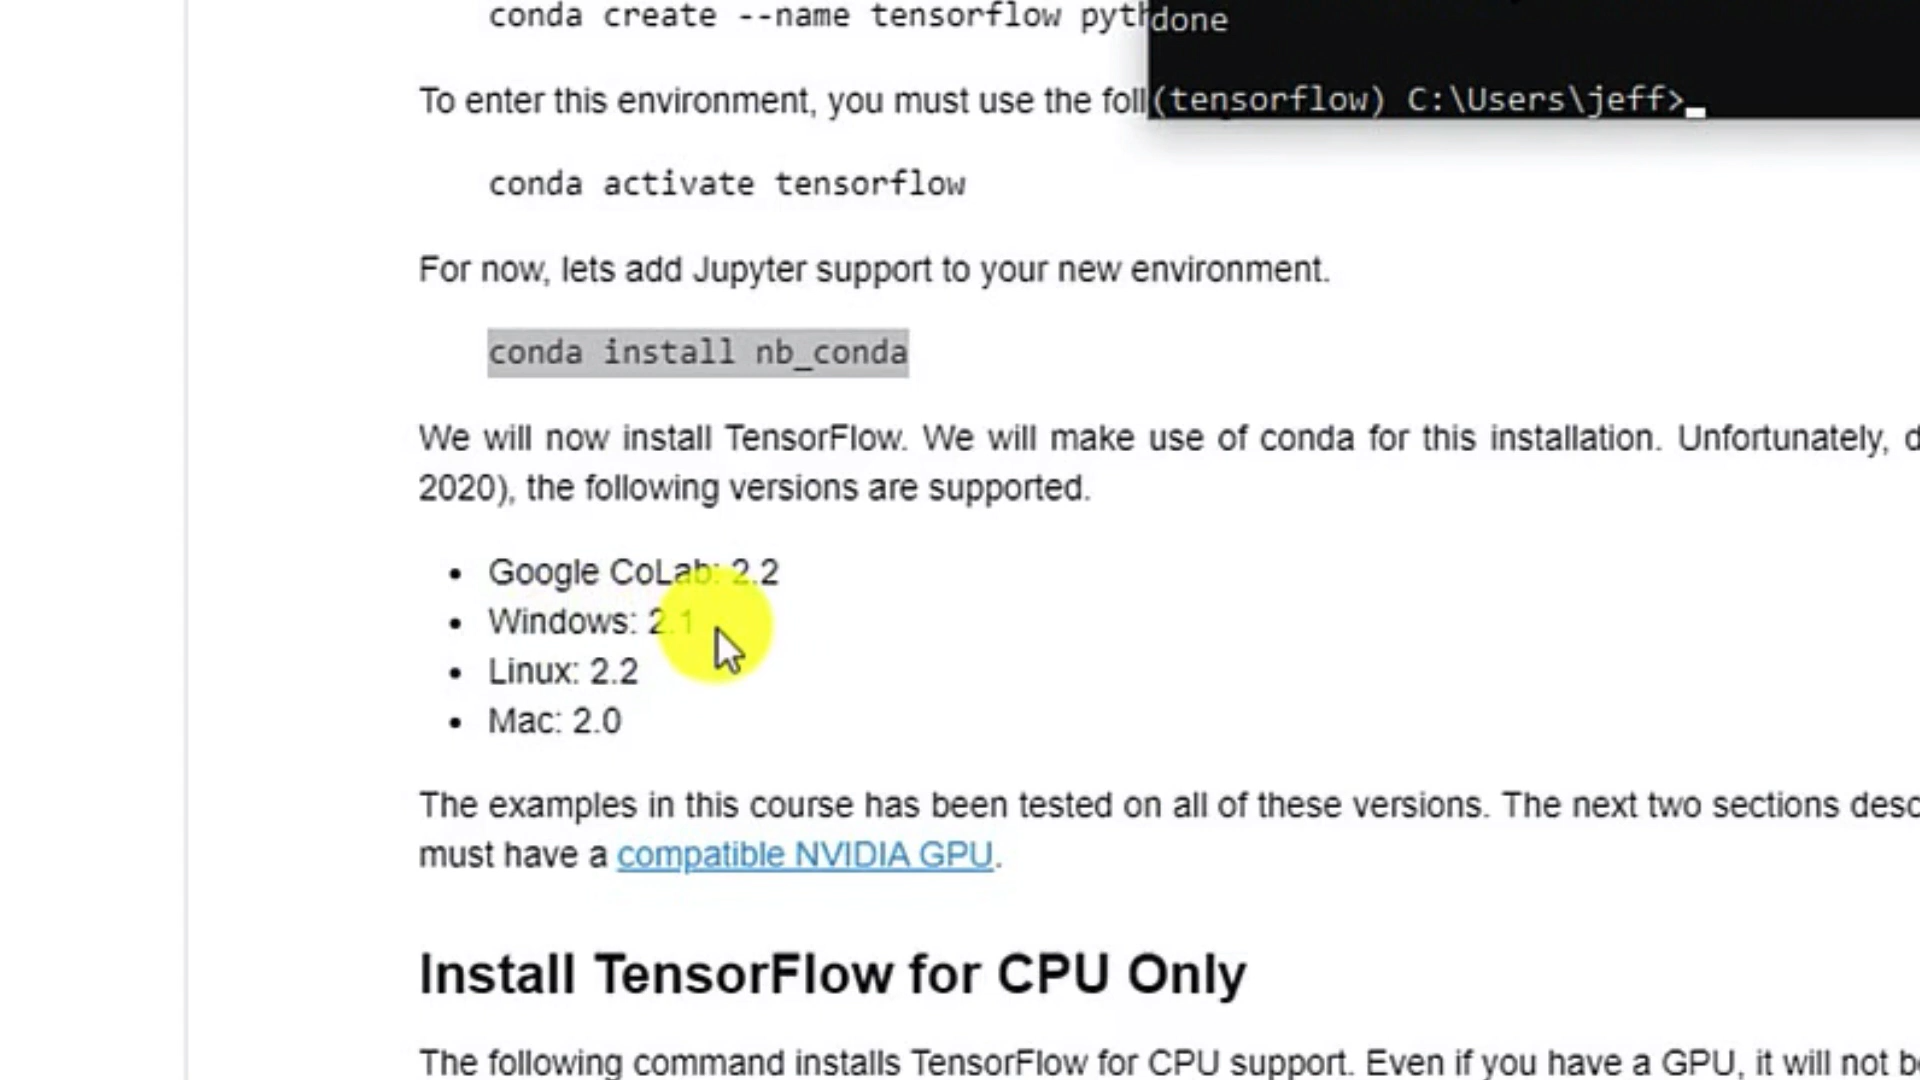 conda create --name tensorflow
done
To enter this environment, you must use the
(tensorflow) C:\Users\jeff>
conda activate tensorflow
For now, lets add Jupyter support to your new environment.
conda install nb_conda
We will now install TensorFlow. We will make use of conda for this installation. Unfortunately,
2020), the following versions are supported.
• Google CoLab: 2.2
• Windows: 2.1
• Linux: 2.2
• Mac: 2.0
The examples in this course has been tested on all of these versions. The next two sections
must have a compatible NVIDIA GPU.
Install TensorFlow for CPU Only
The following command installs TensorFlow for CPU support. Even if you have a GPU, it will not